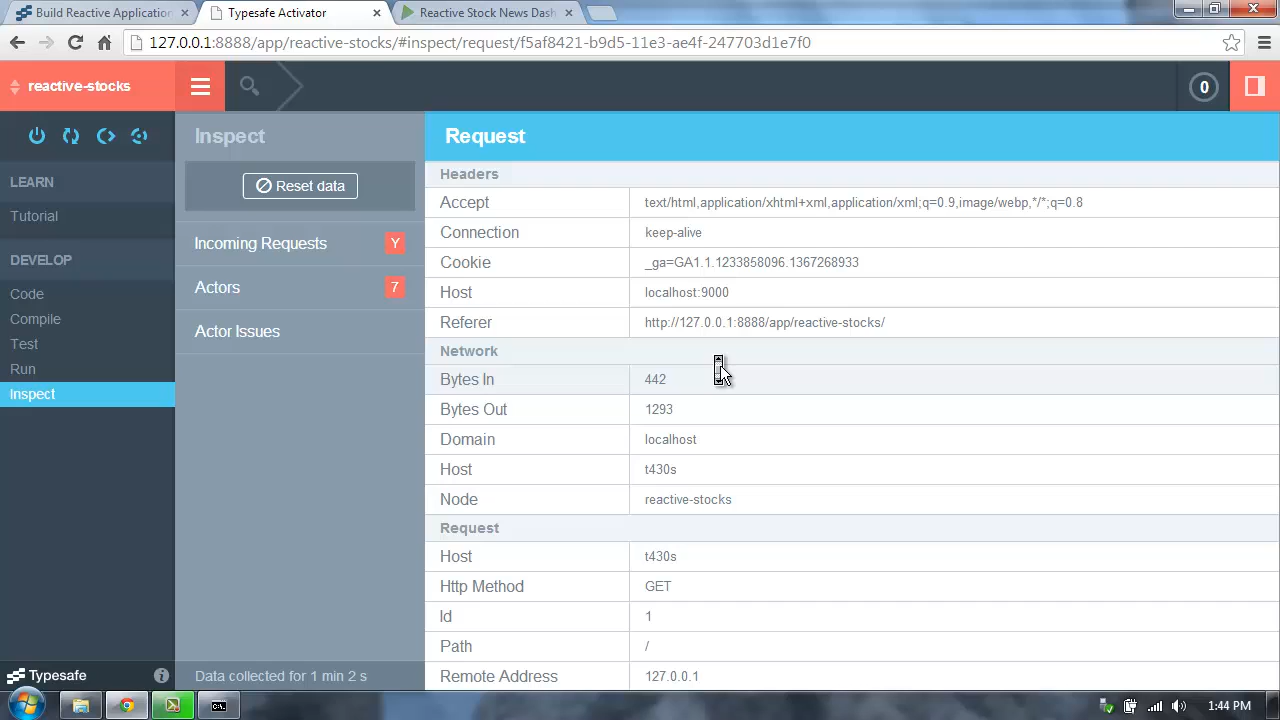 Build Reactive Application
Typesafe Activator
Reactive Stock News Dash
127.0.0.1:8888/app/reactive-stocks/#inspect/request/f5af8421-b9d5-11e3-ae4f-247703d1e7f0
reactive-stocks
0
LEARN
Tutorial
DEVELOP
Code
Compile
Test
Run
Inspect
Typesafe
Inspect
Reset data
Incoming Requests Y
Actors 7
Actor Issues
Data collected for 1 min 2 s
Request
Headers
Accept text/html,application/xhtml+xml,application/xml;q=0.9,image/webp,*/*;q=0.8
Connection keep-alive
Cookie _ga=GA1.1.1233858096.1367268933
Host localhost:9000
Referer http://127.0.0.1:8888/app/reactive-stocks/
Network
Bytes In 442
Bytes Out 1293
Domain localhost
Host t430s
Node reactive-stocks
Request
Host t430s
Http Method GET
Id 1
Path /
Remote Address 127.0.0.1
1:44 PM